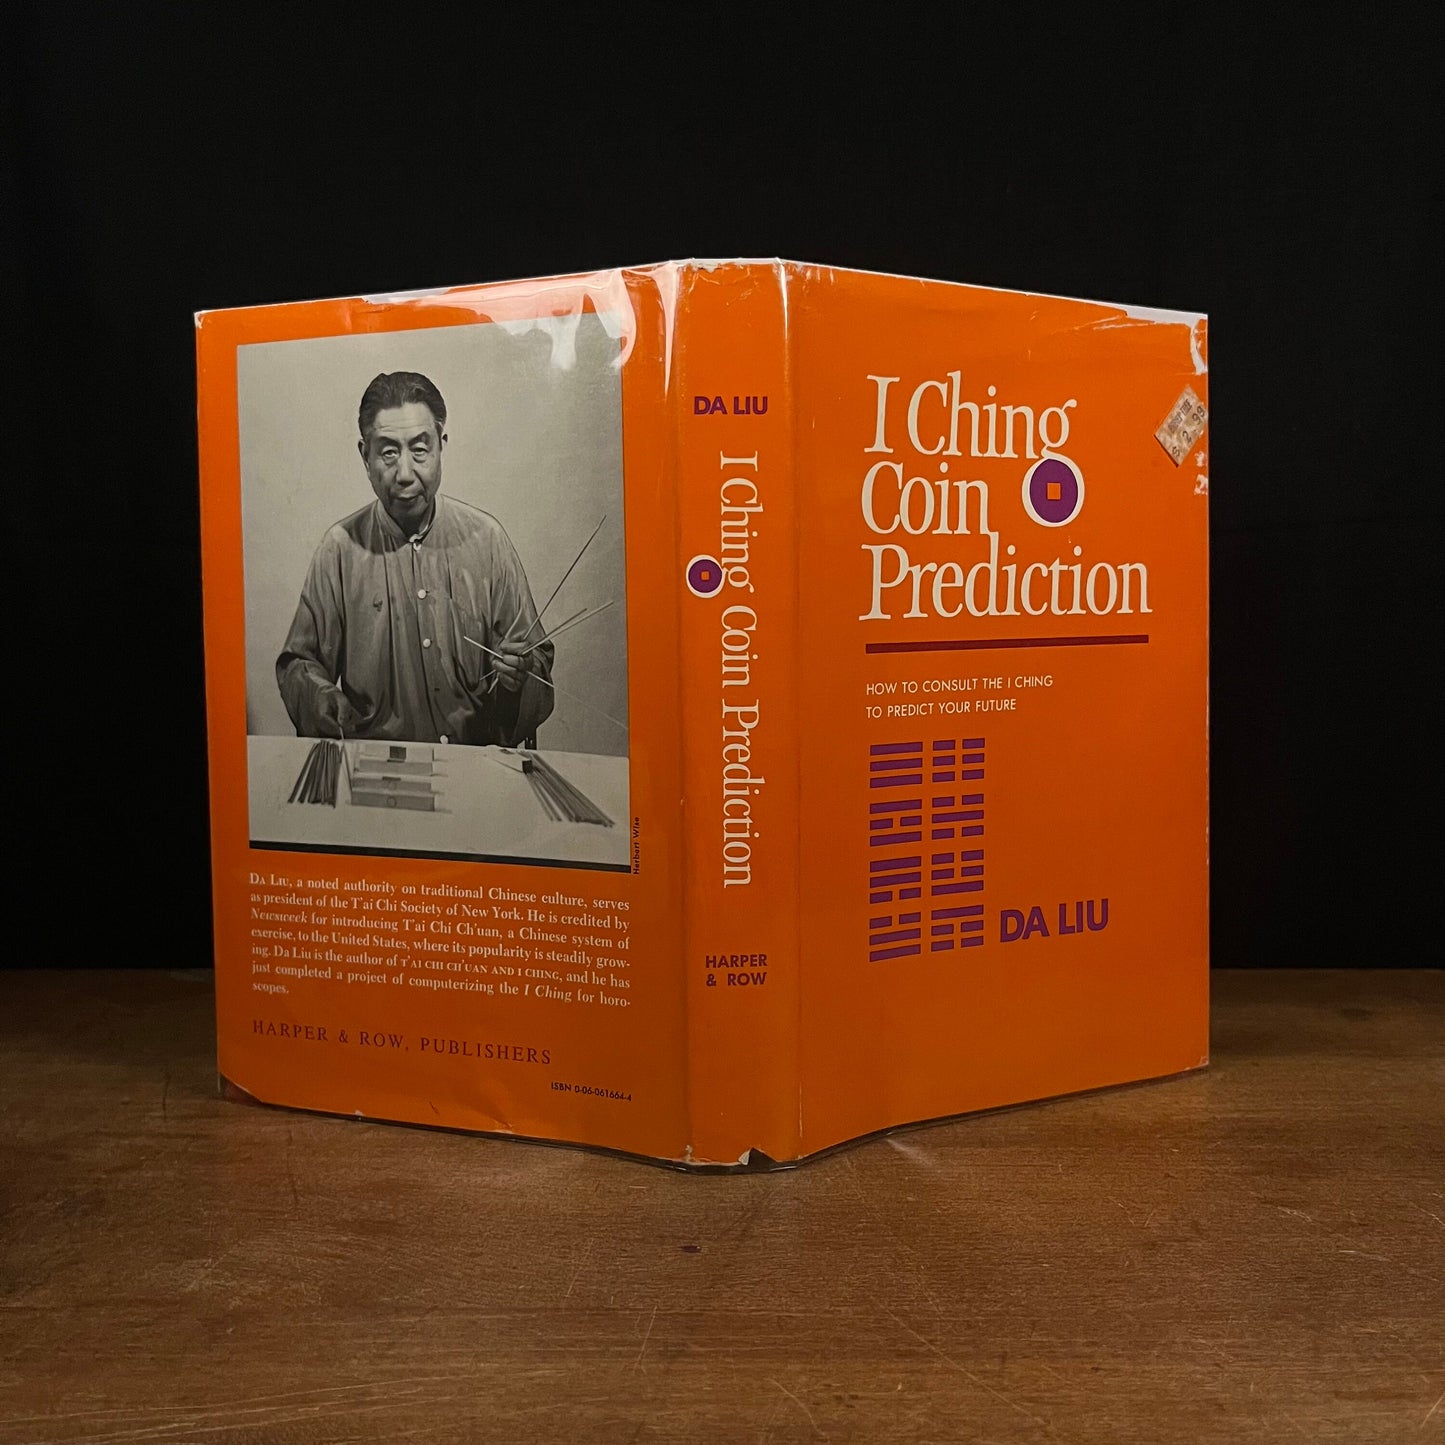 Herbert Wise
DA LIU, a noted authority on traditional Chinese culture, serves
as president of the T'ai Chi Society of New York. He is credited by
Newsweek for introducing T'ai Chi Ch'uan, a Chinese system of
exercise, to the United States, where its popularity is steadily grow-
ing. Da Liu is the author of T'AI CHI CH'UAN AND I CHING, and he has
just completed a project of computerizing the I Ching for horo-
scopes.
HARPER & ROW, PUBLISHERS
ISBN 0-06-061664-4
DA LIU
I Ching Coin Prediction
HARPER
& ROW
I Ching
Coin
Prediction
HOW TO CONSULT THE I CHING
TO PREDICT YOUR FUTURE
DA LIU